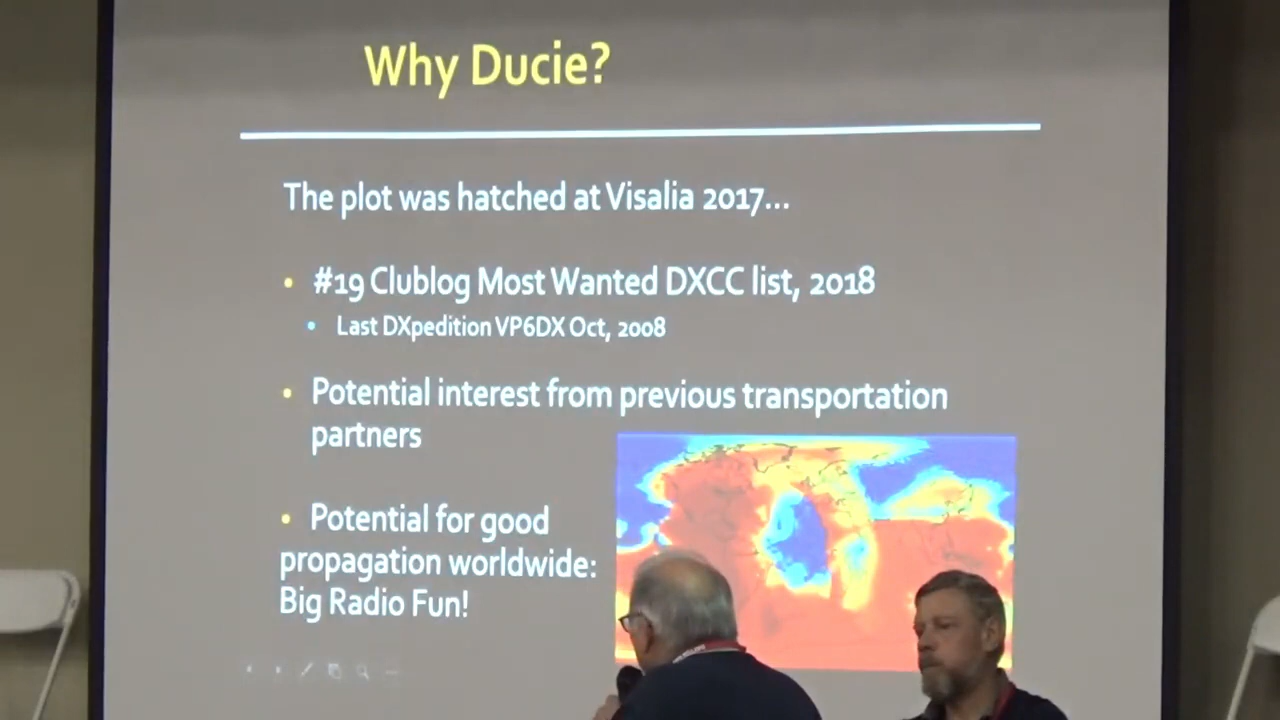 Why Ducie?
The plot was hatched at Visalia 2017...
• #19 Clublog Most Wanted DXCC list, 2018
• Last DXpedition VP6DX Oct, 2008
• Potential interest from previous transportation
partners
• Potential for good
propagation worldwide:
Big Radio Fun!